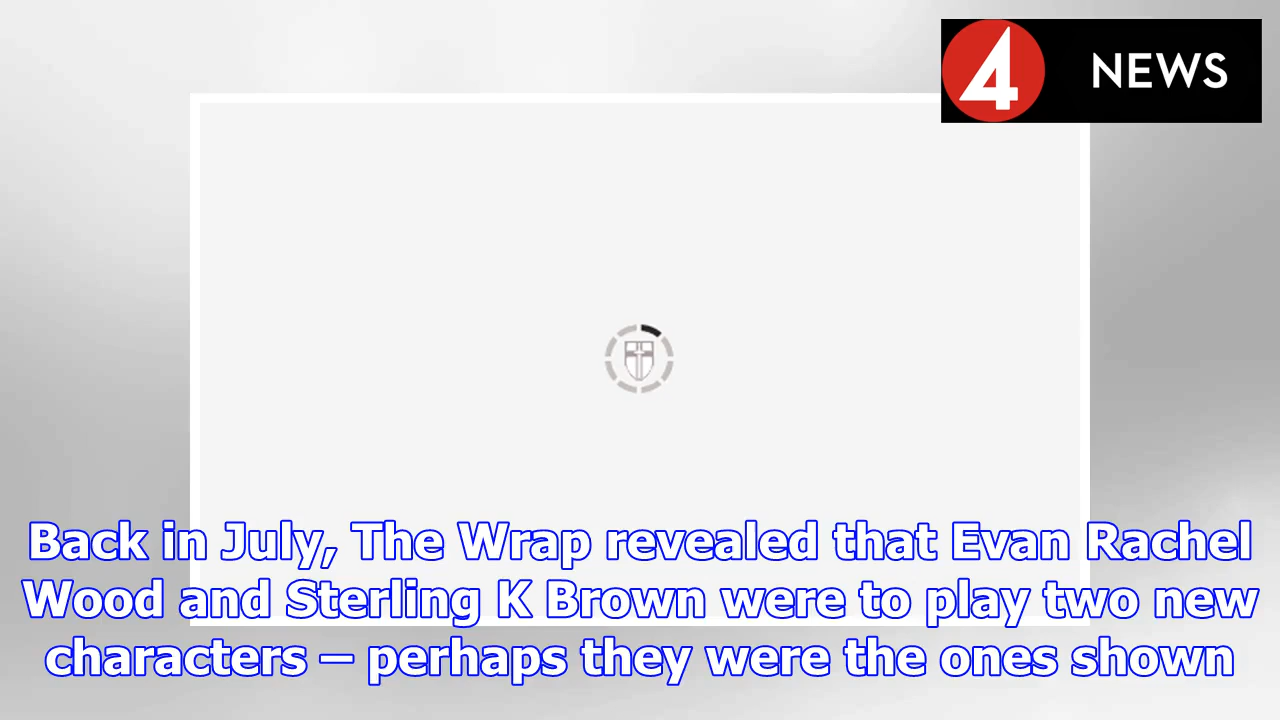 4 NEWS
Back in July, The Wrap revealed that Evan Rachel
Wood and Sterling K Brown were to play two new
characters – perhaps they were the ones shown